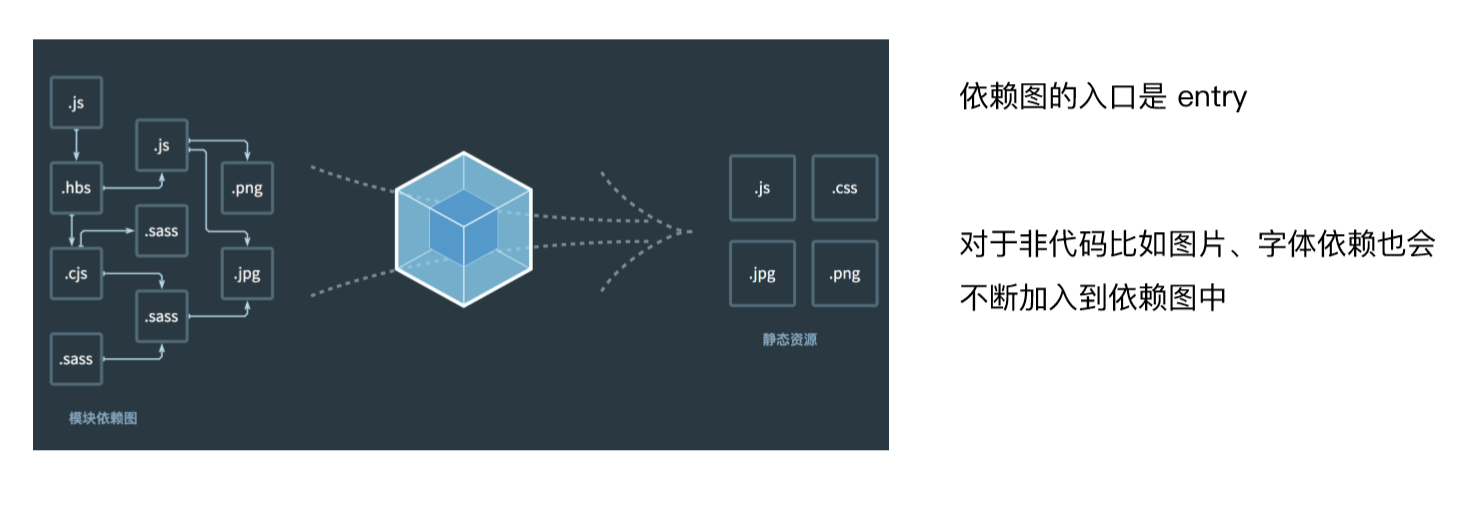 .js
.js
.hbs
.png
.sass
.cjs
.jpg
.sass
.sass
模块依赖图
.js
.css
.jpg
.png
静态资源
依赖图的入口是 entry
对于非代码比如图片、字体依赖也会
不断加入到依赖图中